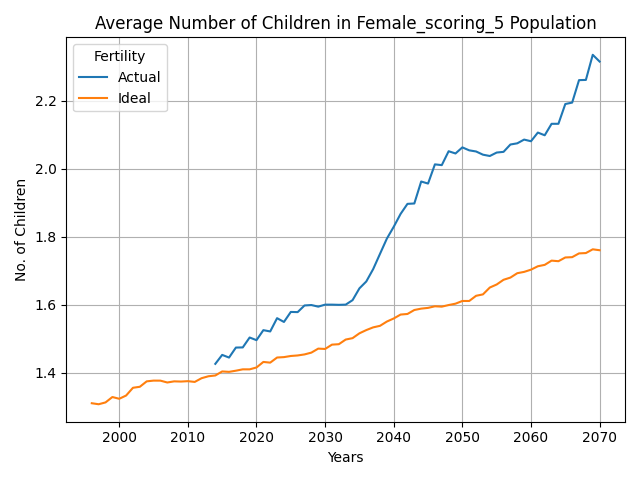 Average Number of Children in Female_scoring_5 Population
Fertility
Actual
Ideal
No. of Children
2.2
2.0
1.8
1.6
1.4
2000 2010 2020 2030 2040 2050 2060 2070
Years